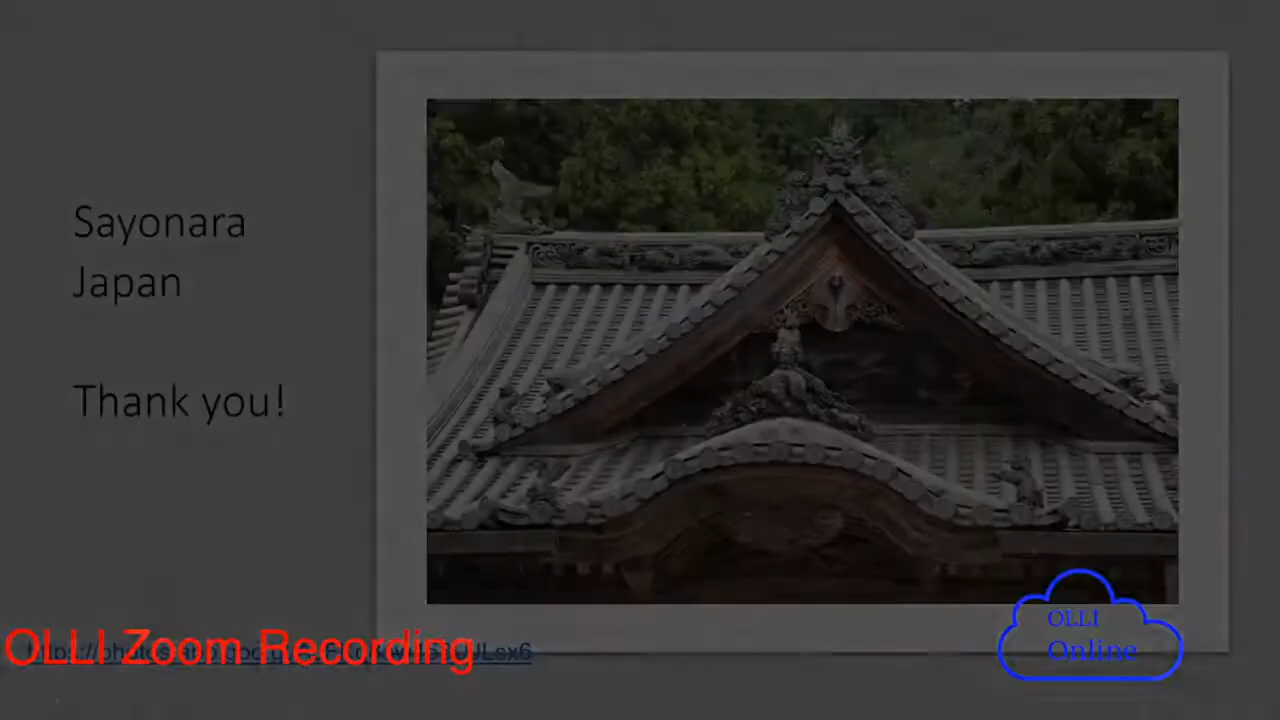 Sayonara
Japan
Thank you!
OLLI Zoom Recording
OLLI
Online